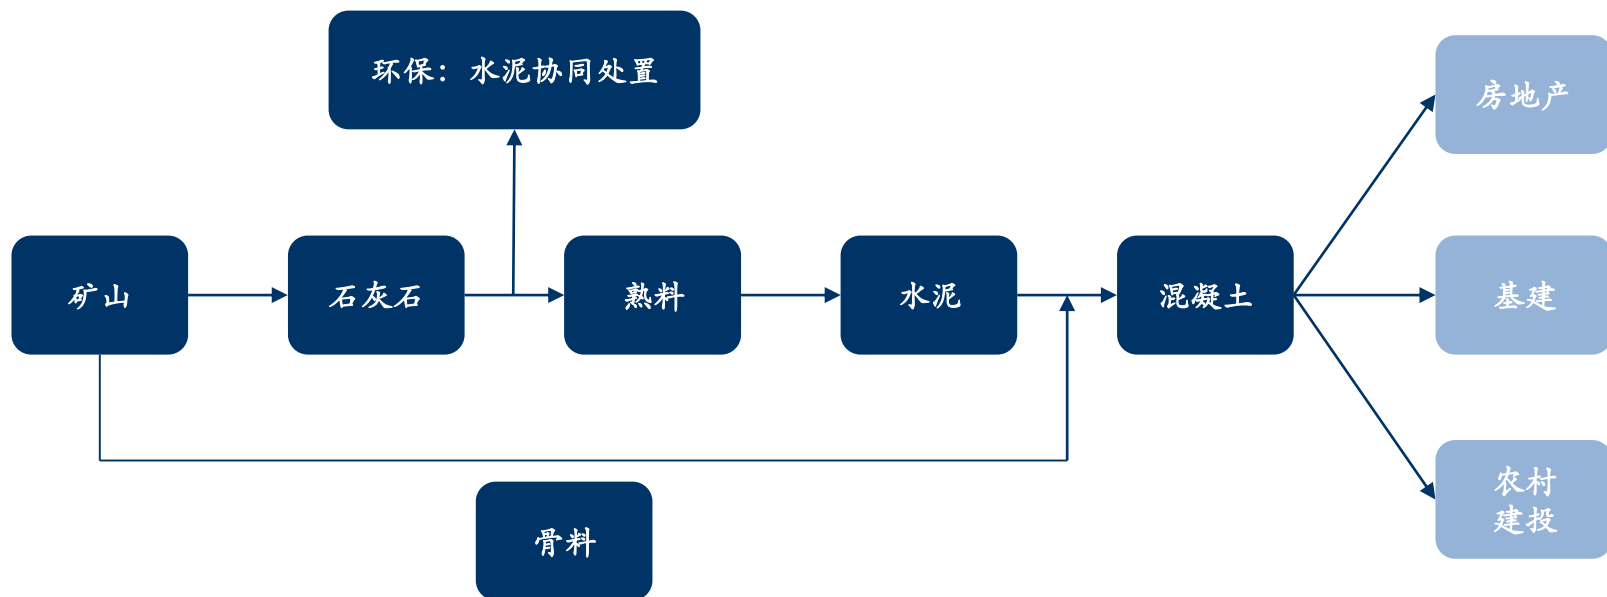 环保：水泥协同处置
房地产
矿山
石灰石
熟料
水泥
混凝土
基建
农村
建投
骨料